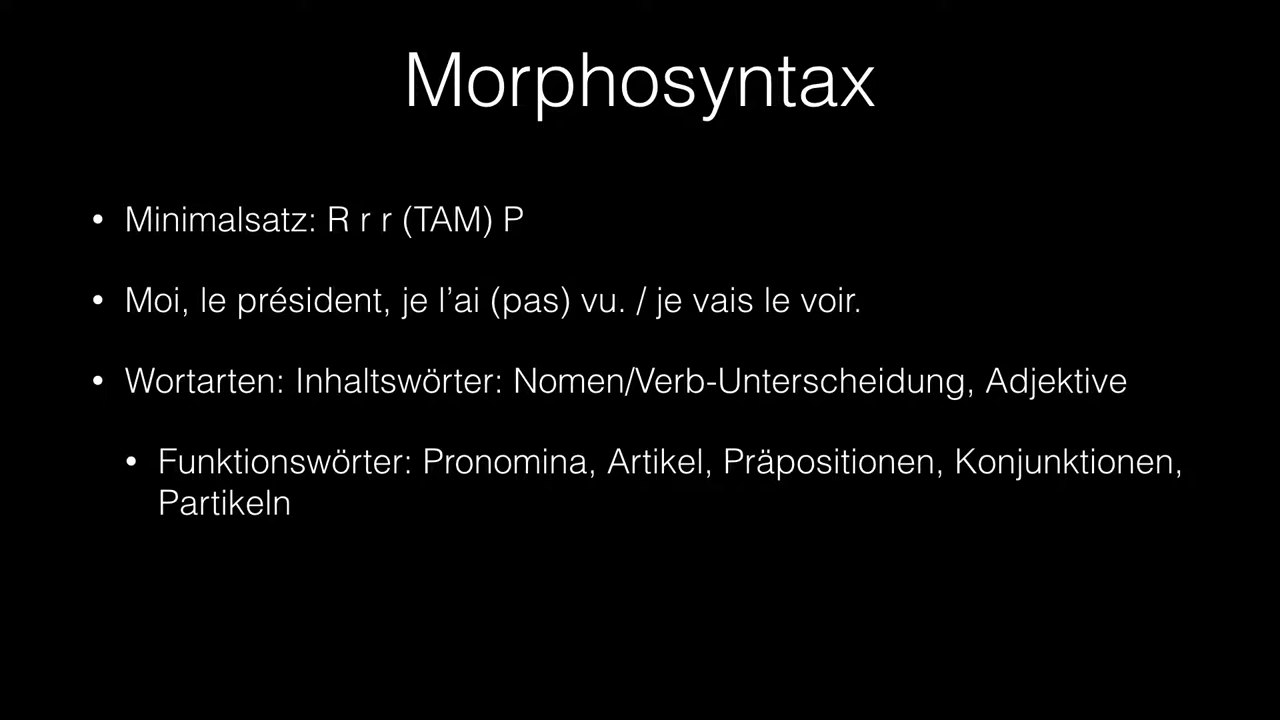 Morphosyntax
• Minimalsatz: R r r (TAM) P
• Moi, le président, je l’ai (pas) vu. / je vais le voir.
• Wortarten: Inhaltswörter: Nomen/Verb-Unterscheidung, Adjektive
• Funktionswörter: Pronomina, Artikel, Präpositionen, Konjunktionen,
Partikeln